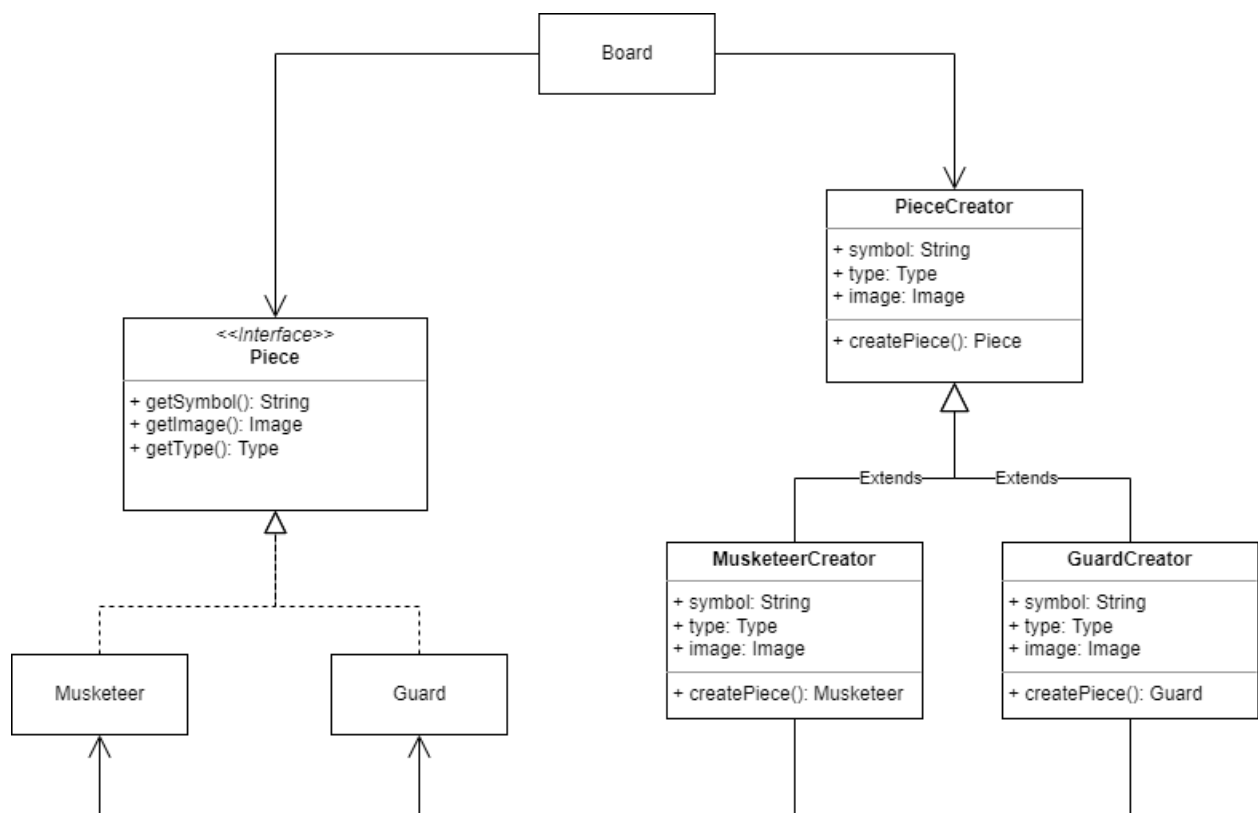 Board
PieceCreator
+ symbol: String
+ type: Type
+ image: Image
+ createPiece(): Piece
<<Interface>>
Piece
+ getSymbol(): String
+ getImage(): Image
+ getType(): Type
Extends
Extends
MusketeerCreator
+ symbol: String
+ type: Type
+ image: Image
+ createPiece(): Musketeer
GuardCreator
+ symbol: String
+ type: Type
+ image: Image
+ createPiece(): Guard
Musketeer
Guard